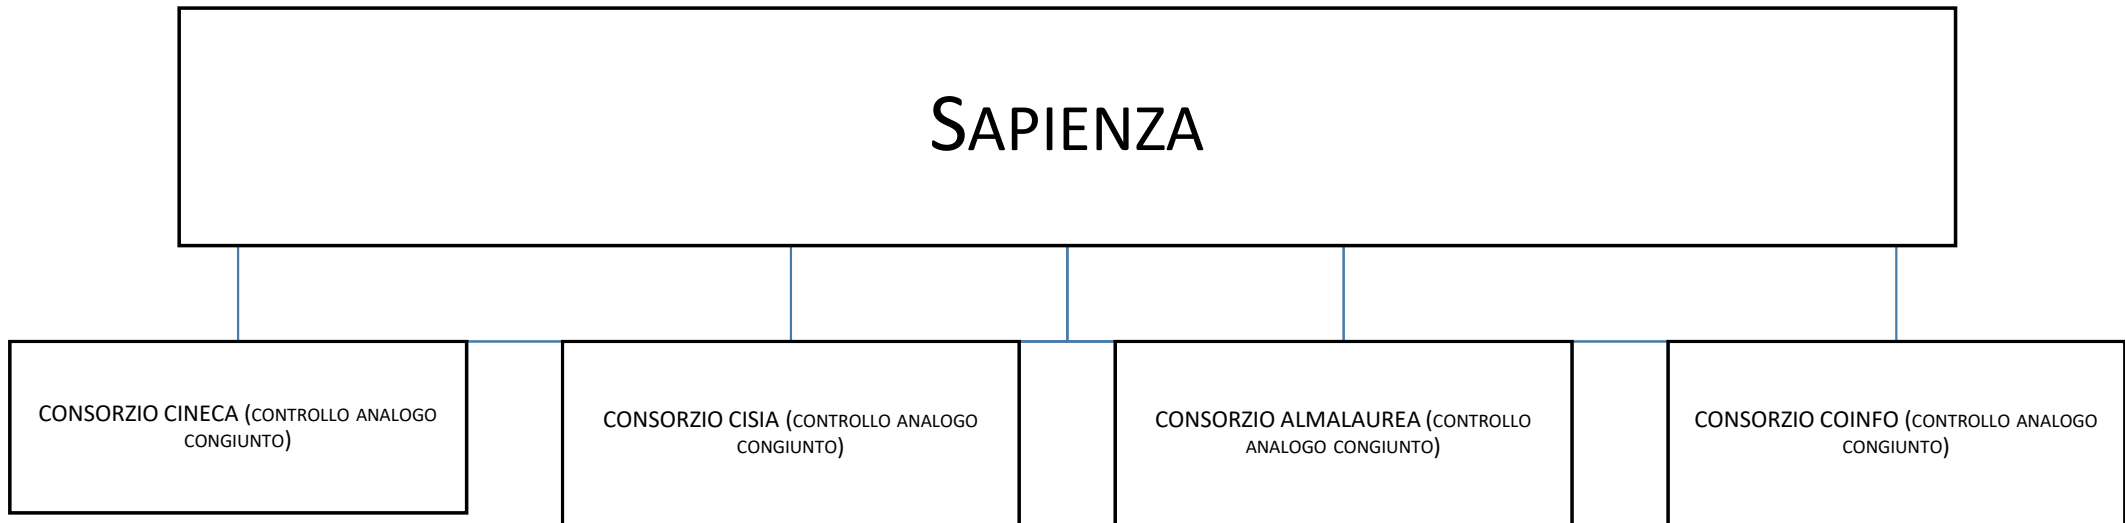 SAPIENZA
CONSORZIO CINECA (CONTROLLO ANALOGO
CONGIUNTO)
CONSORZIO CISIA (CONTROLLO ANALOGO
CONGIUNTO)
CONSORZIO ALMALAUREA (CONTROLLO
ANALOGO CONGIUNTO)
CONSORZIO COINFO (CONTROLLO ANALOGO
CONGIUNTO)